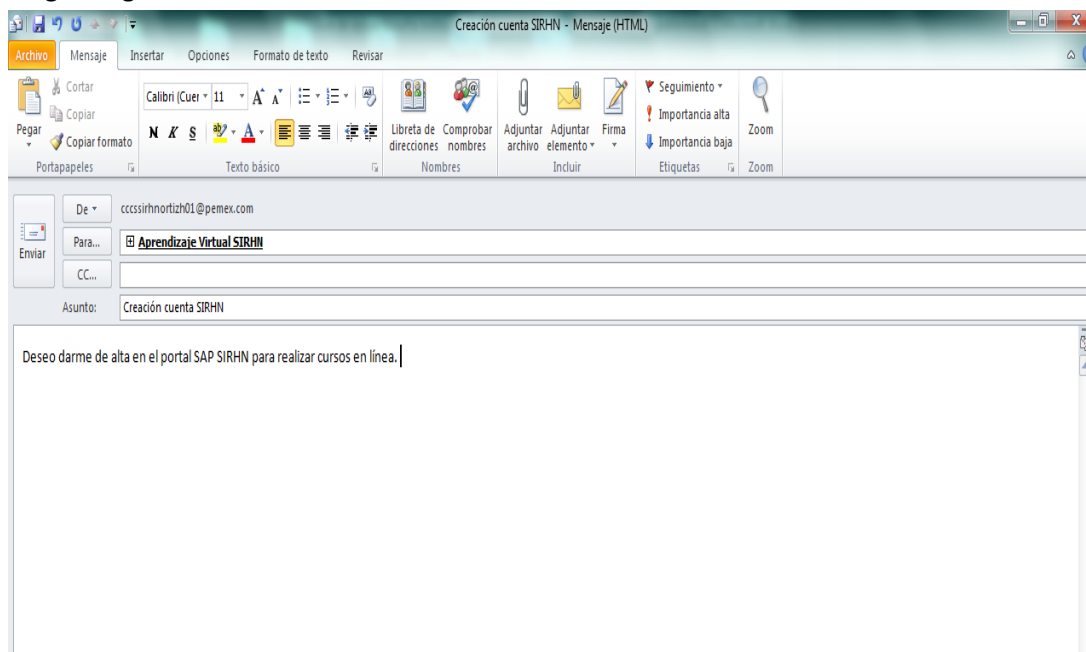 Creación cuenta SIRHN - Mensaje (HTML)
Archivo Mensaje Insertar Opciones Formato de texto Revisar
Pegar
Cortar
Copiar
Copiar formato
Portapapeles
Calibri (Cuer 11
N K S
Texto básico
Libreta de direcciones
Comprobar nombres
Nombres
Adjuntar archivo
Adjuntar elemento
Firma
Incluir
Seguimiento
Importancia alta
Importancia baja
Etiquetas
Zoom
Zoom
Enviar
De cccssirhnortizh01@pemex.com
Para... Aprendizaje Virtual SIRHN
CC...
Asunto: Creación cuenta SIRHN
Deseo darme de alta en el portal SAP SIRHN para realizar cursos en línea.